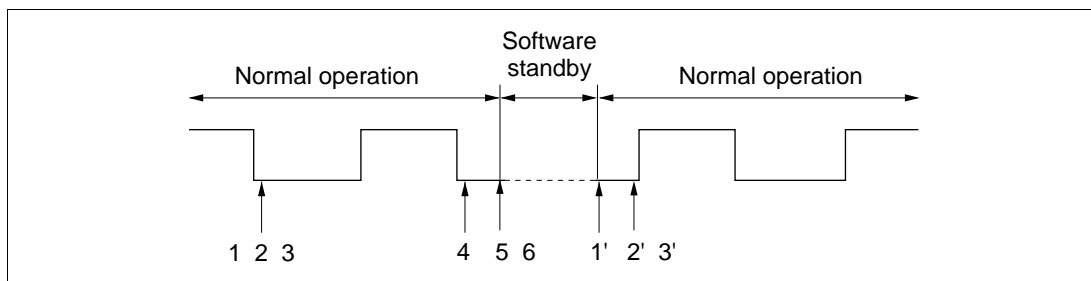 Software
standby
Normal operation
Normal operation
1 2 3
4
5 6
1'
2' 3'